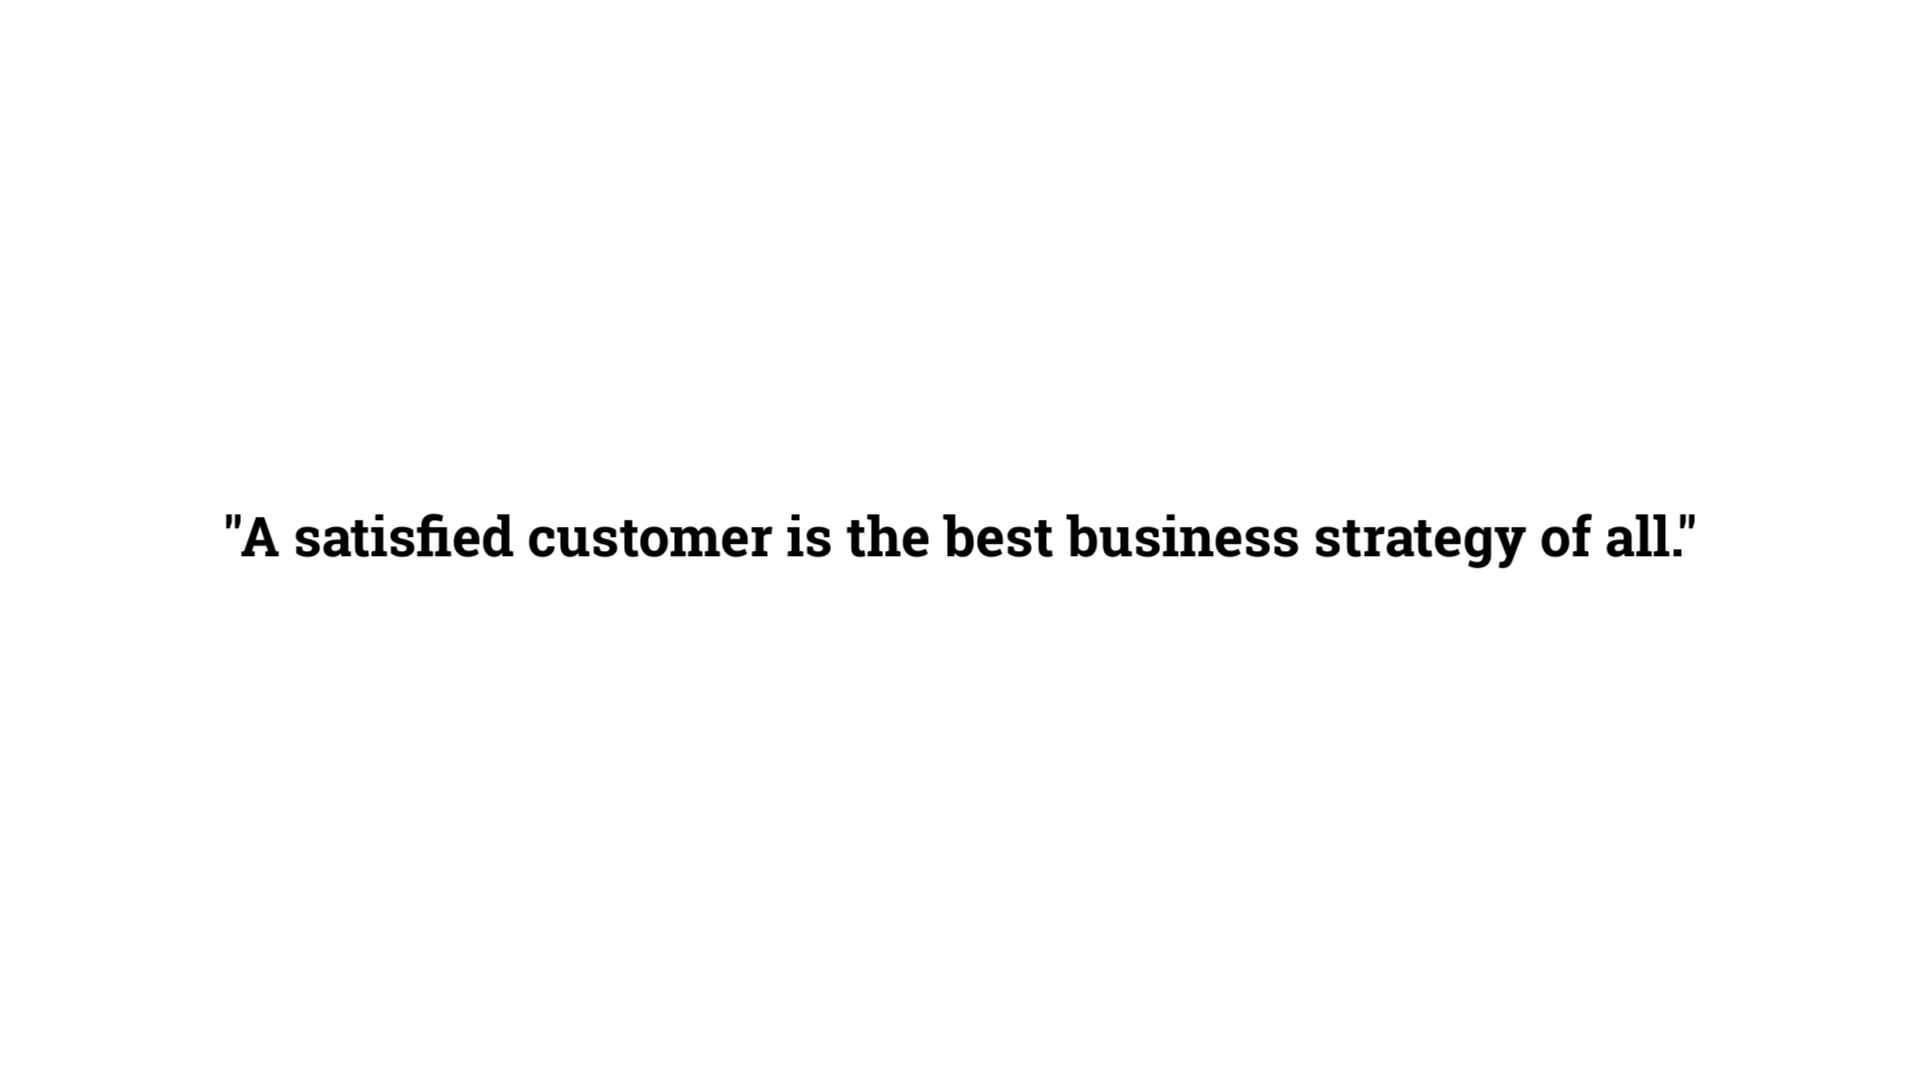 "A satisfied customer is the best business strategy of all."